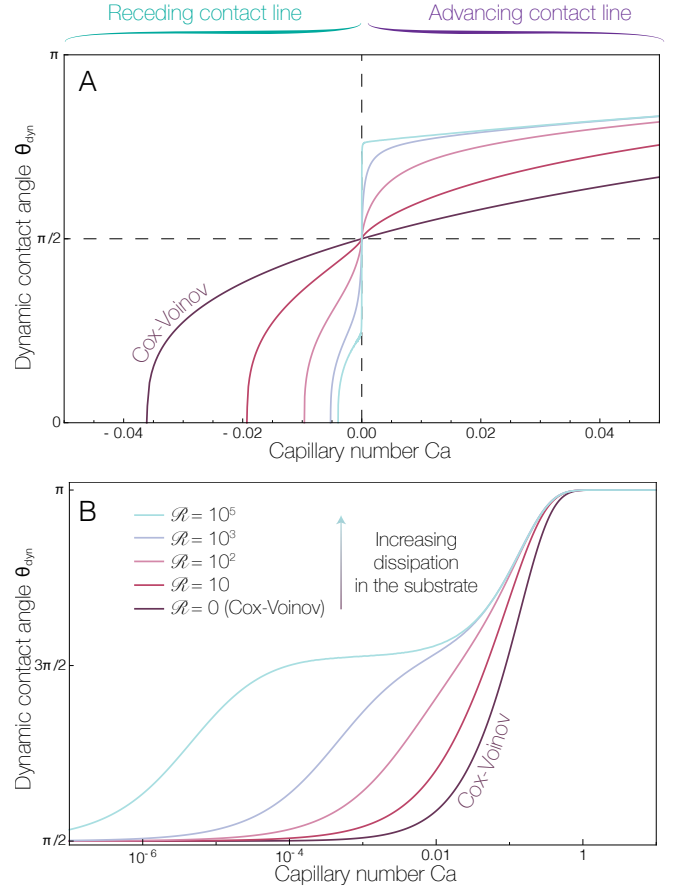 Receding contact line
Advancing contact line
A
π
π/2
0
Dynamic contact angle θdyn
Cox-Voinov
- 0.04
- 0.02
0.00
0.02
0.04
Capillary number Ca
B
π
3π/2
π/2
Dynamic contact angle θdyn
ℛ = 10⁵
ℛ = 10³
ℛ = 10²
ℛ = 10
ℛ = 0 (Cox-Voinov)
Increasing
dissipation
in the substrate
Cox-Voinov
10⁻⁶
10⁻⁴
0.01
1
Capillary number Ca